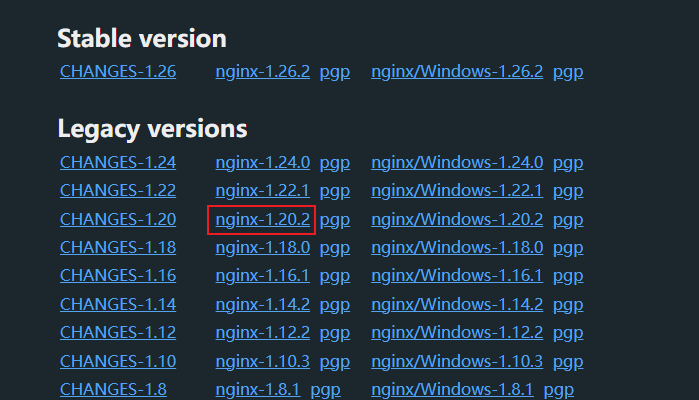 Stable version
CHANGES-1.26 nginx-1.26.2 pgp nginx/Windows-1.26.2 pgp
Legacy versions
CHANGES-1.24 nginx-1.24.0 pgp nginx/Windows-1.24.0 pgp
CHANGES-1.22 nginx-1.22.1 pgp nginx/Windows-1.22.1 pgp
CHANGES-1.20 nginx-1.20.2 pgp nginx/Windows-1.20.2 pgp
CHANGES-1.18 nginx-1.18.0 pgp nginx/Windows-1.18.0 pgp
CHANGES-1.16 nginx-1.16.1 pgp nginx/Windows-1.16.1 pgp
CHANGES-1.14 nginx-1.14.2 pgp nginx/Windows-1.14.2 pgp
CHANGES-1.12 nginx-1.12.2 pgp nginx/Windows-1.12.2 pgp
CHANGES-1.10 nginx-1.10.3 pgp nginx/Windows-1.10.3 pgp
CHANGES-1.8 nginx-1.8.1 pgp nginx/Windows-1.8.1 pgp